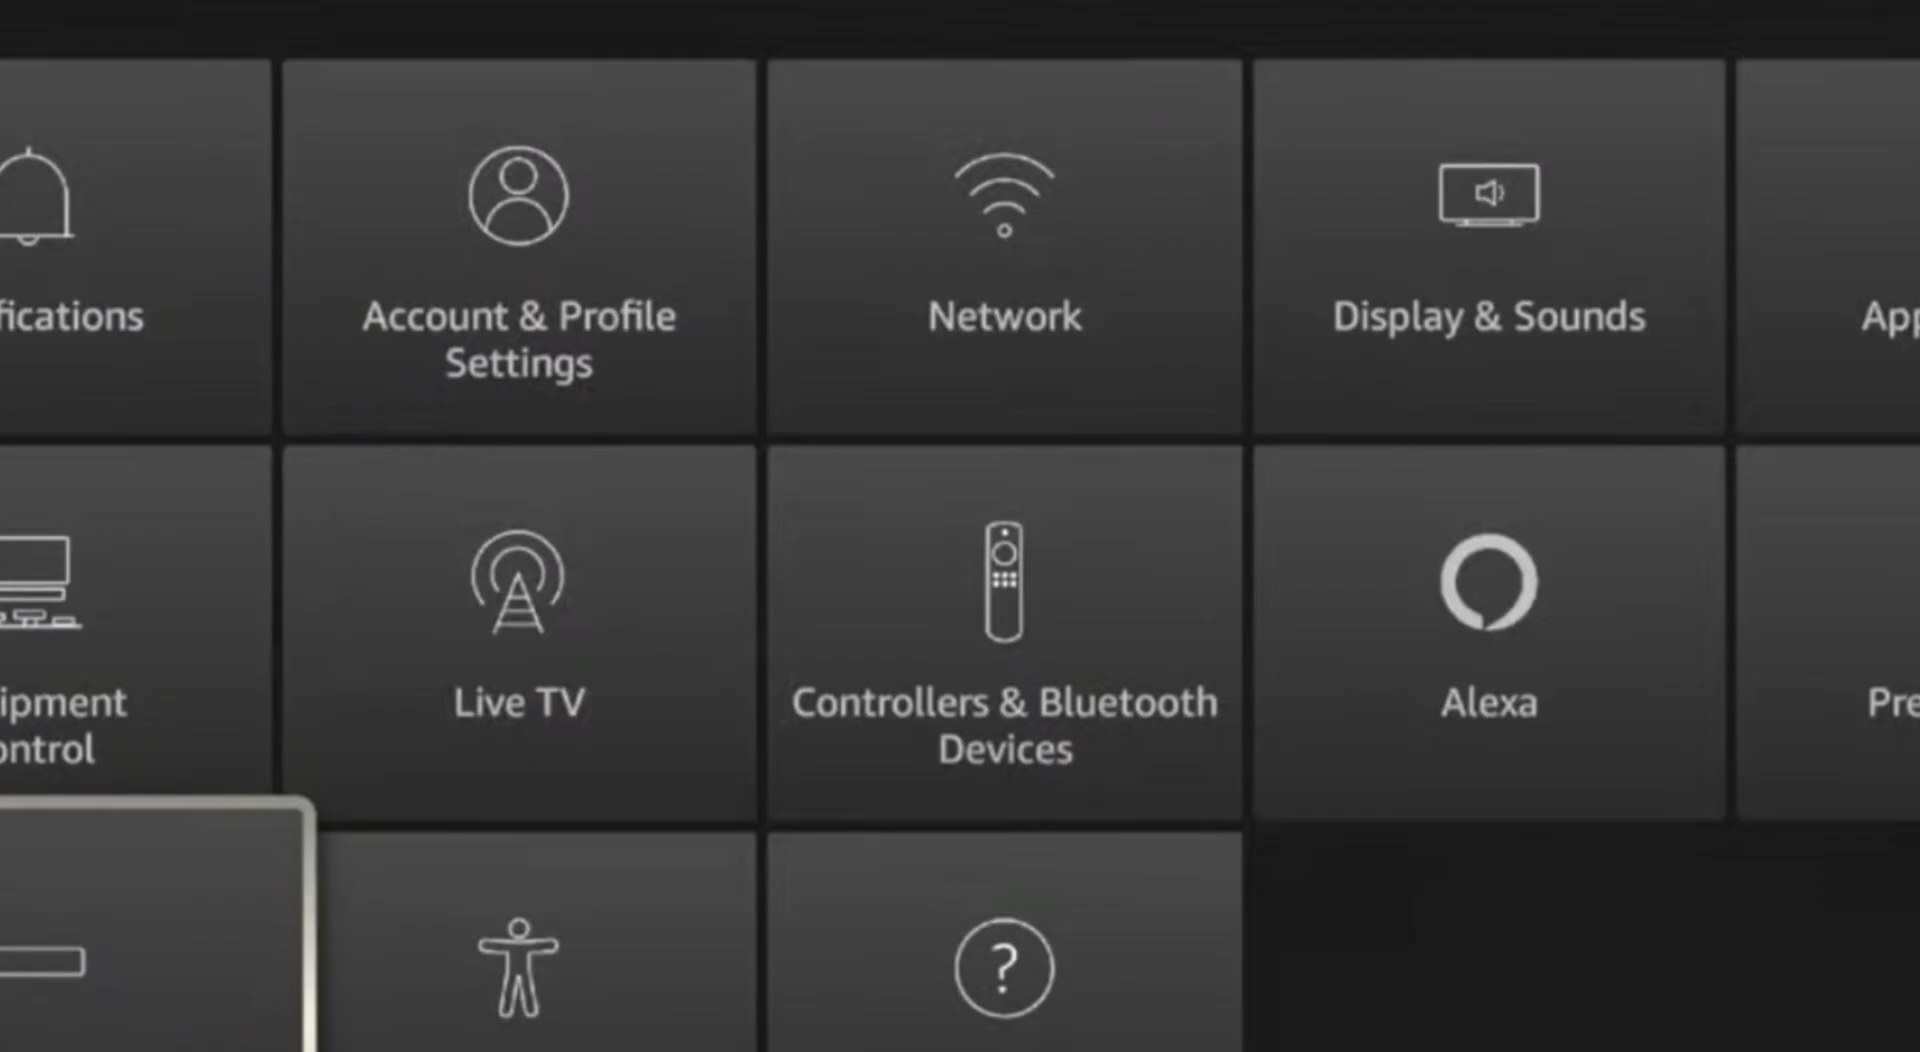 fications
Account & Profile
Settings
Network
Display & Sounds
App
ipment
ontrol
Live TV
Controllers & Bluetooth
Devices
Alexa
Pre
?